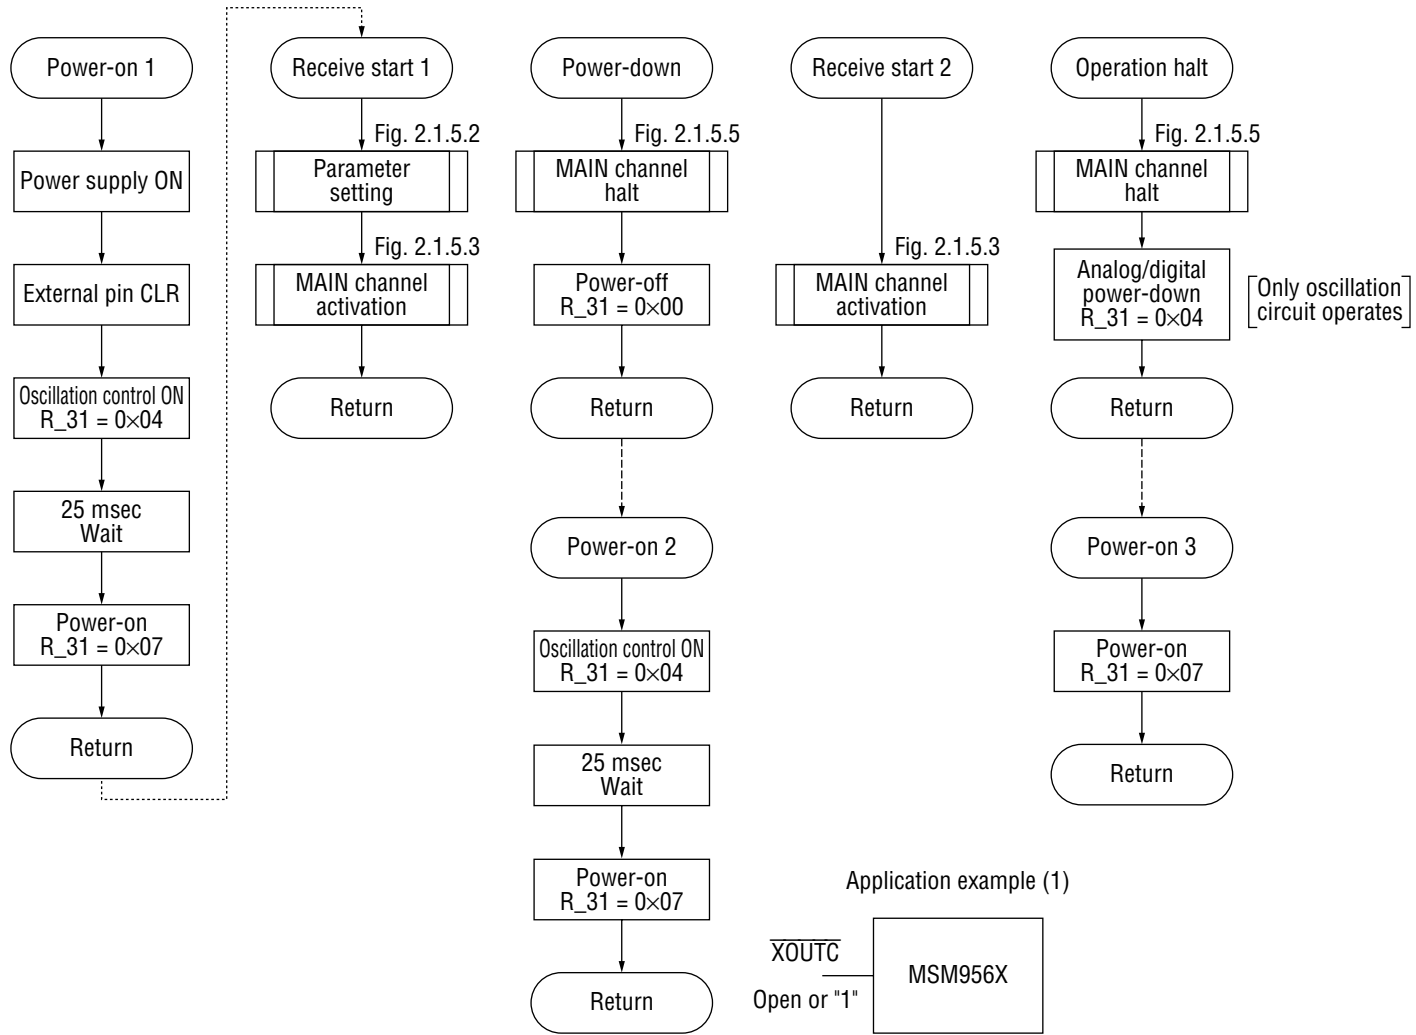 Power-on 1
Power supply ON
External pin CLR
Oscillation control ON
R_31 = 0×04
25 msec
Wait
Power-on
R_31 = 0×07
Return
Receive start 1
Fig. 2.1.5.2
Parameter
setting
Fig. 2.1.5.3
MAIN channel
activation
Return
Power-down
Fig. 2.1.5.5
MAIN channel
halt
Power-off
R_31 = 0×00
Return
Power-on 2
Oscillation control ON
R_31 = 0×04
25 msec
Wait
Power-on
R_31 = 0×07
Return
Receive start 2
Fig. 2.1.5.3
MAIN channel
activation
Return
Operation halt
Fig. 2.1.5.5
MAIN channel
halt
Analog/digital
power-down
R_31 = 0×04
Only oscillation
circuit operates
Return
Power-on 3
Power-on
R_31 = 0×07
Return
Application example (1)
XOUTC
Open or "1"
MSM956X